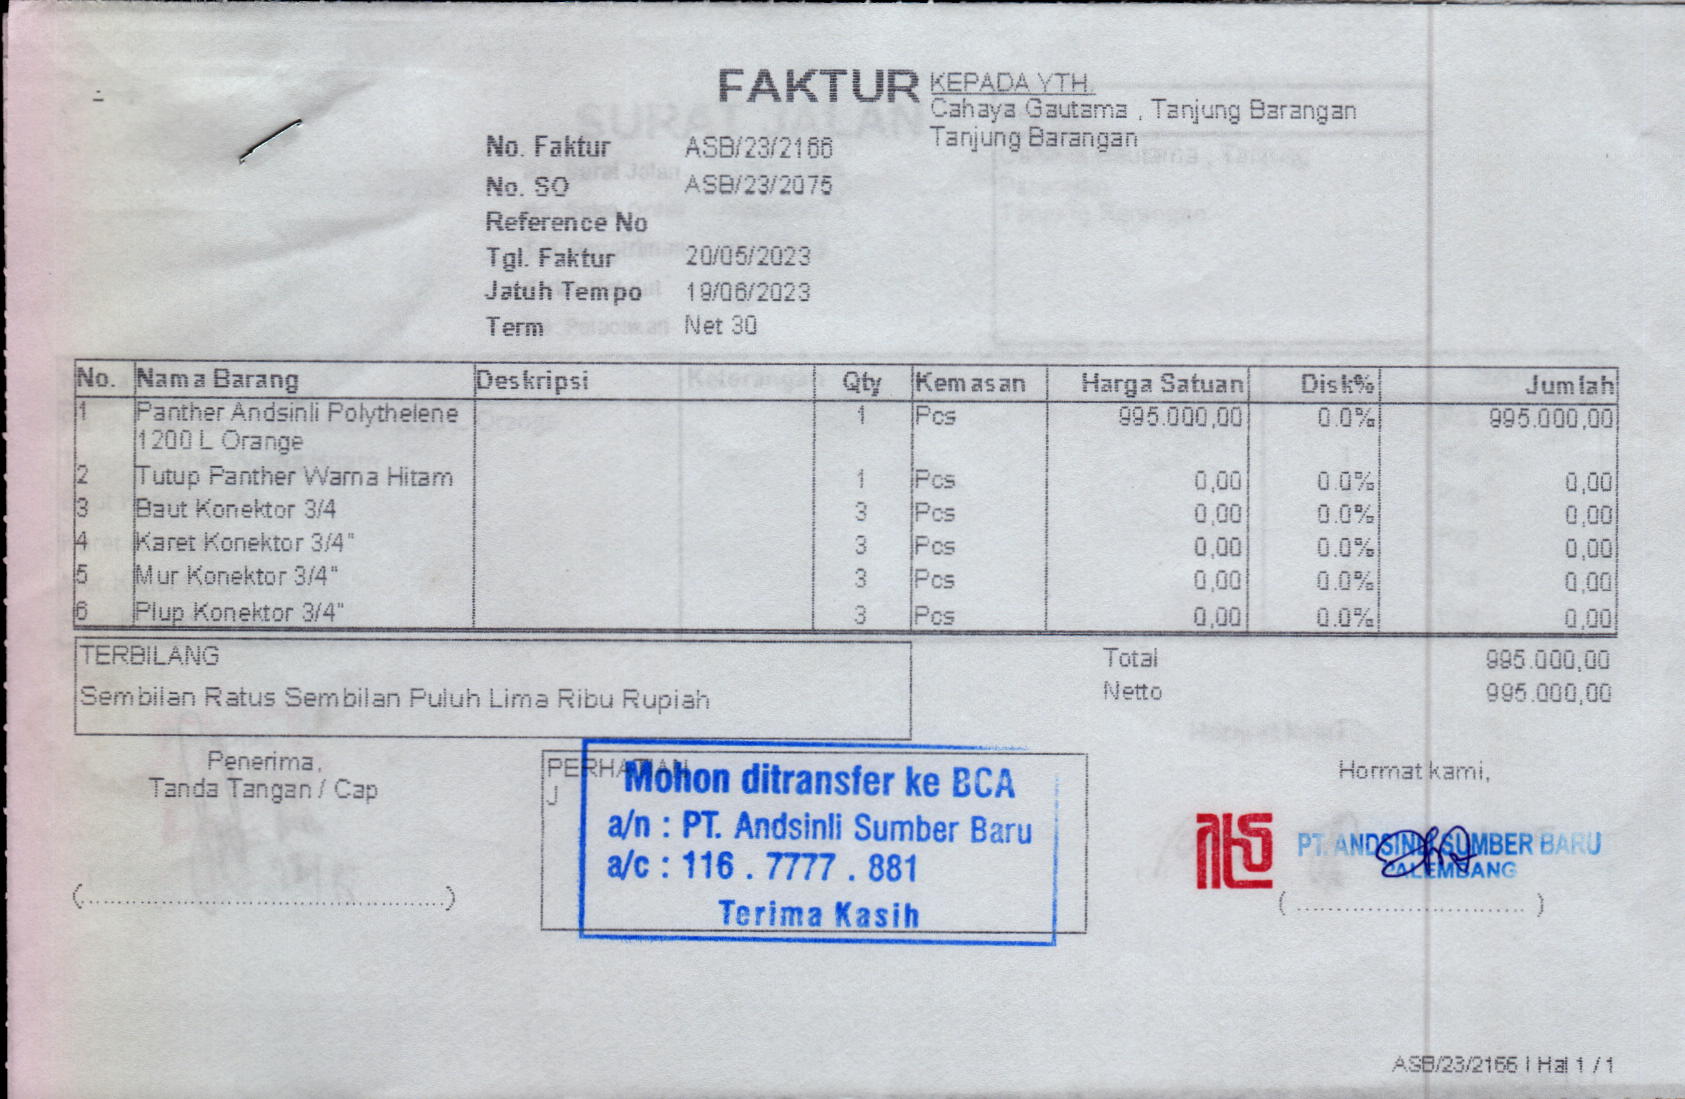 FAKTUR
KEPADA YTH.
Cahaya Gautama , Tanjung Barangan
Tanjung Barangan
No. Faktur ASB/23/2166
No. SO ASB/23/2075
Reference No
Tgl. Faktur 20/05/2023
Jatuh Tempo 19/06/2023
Term Net 30
No. Nama Barang Deskripsi Qty Kemasan Harga Satuan Disk% Jumlah
1 Panther Andsinli Polythelene 1 Pcs 995.000,00 0.0% 995.000,00
1200 L Orange
2 Tutup Panther Warna Hitam 1 Pcs 0,00 0.0% 0,00
3 Baut Konektor 3/4 3 Pcs 0,00 0.0% 0,00
4 Karet Konektor 3/4" 3 Pcs 0,00 0.0% 0,00
5 Mur Konektor 3/4" 3 Pcs 0,00 0.0% 0,00
6 Plup Konektor 3/4" 3 Pcs 0,00 0.0% 0,00
TERBILANG
Sembilan Ratus Sembilan Puluh Lima Ribu Rupiah
Total 995.000,00
Netto 995.000,00
Penerima,
Tanda Tangan / Cap
PERHATIAN
J
Mohon ditransfer ke BCA
a/n : PT. Andsinli Sumber Baru
a/c : 116 . 7777 . 881
Terima Kasih
Hormat kami,
PT. ANDSINLI SUMBER BARU
PALEMBANG
ASB/23/2166 | Hal 1 / 1